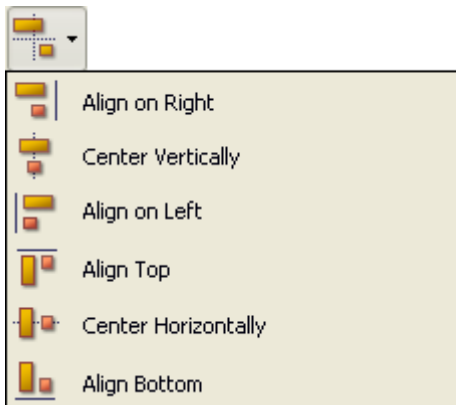 Align on Right
Center Vertically
Align on Left
Align Top
Center Horizontally
Align Bottom